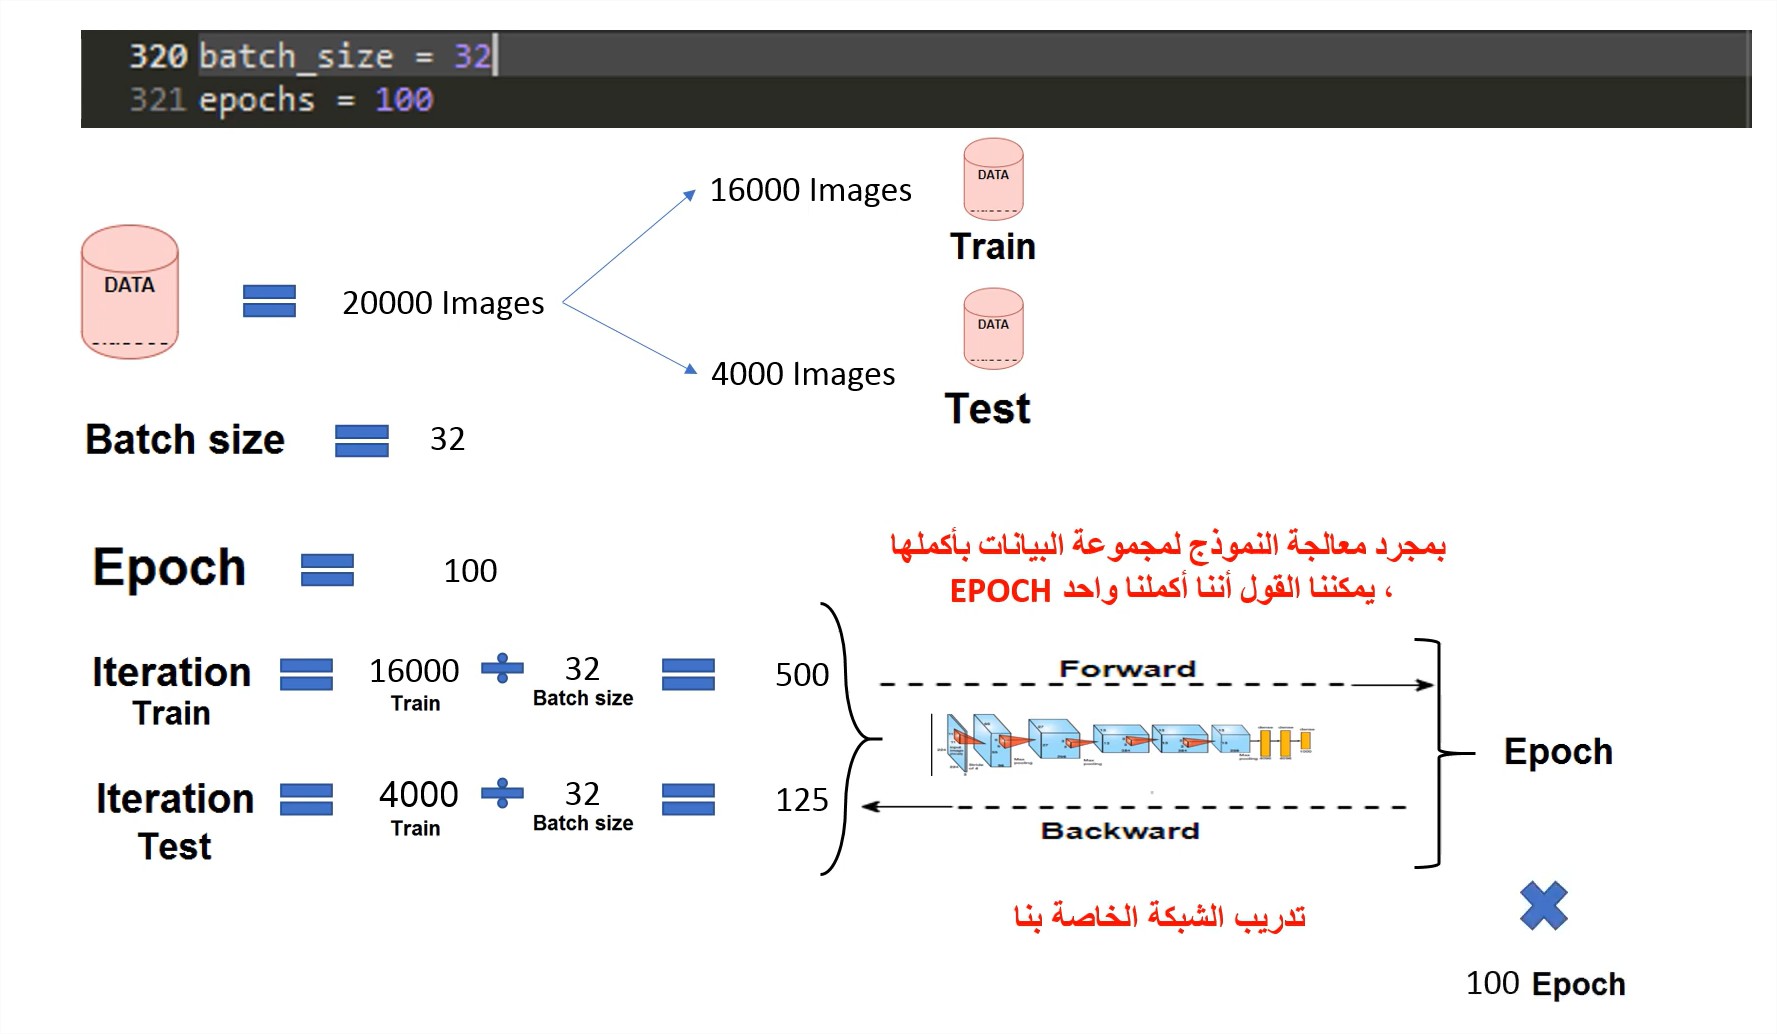 320 batch_size = 32
321 epochs = 100
DATA
20000 Images
16000 Images
DATA
Train
4000 Images
DATA
Test
Batch size
32
Epoch
100
بمجرد معالجة النموذج لمجموعة البيانات بأكملها
، يمكننا القول أننا أكملنا واحد EPOCH
Iteration
Train
16000
Train
32
Batch size
500
Iteration
Test
4000
Train
32
Batch size
125
Forward
Backward
Epoch
تدريب الشبكة الخاصة بنا
100 Epoch